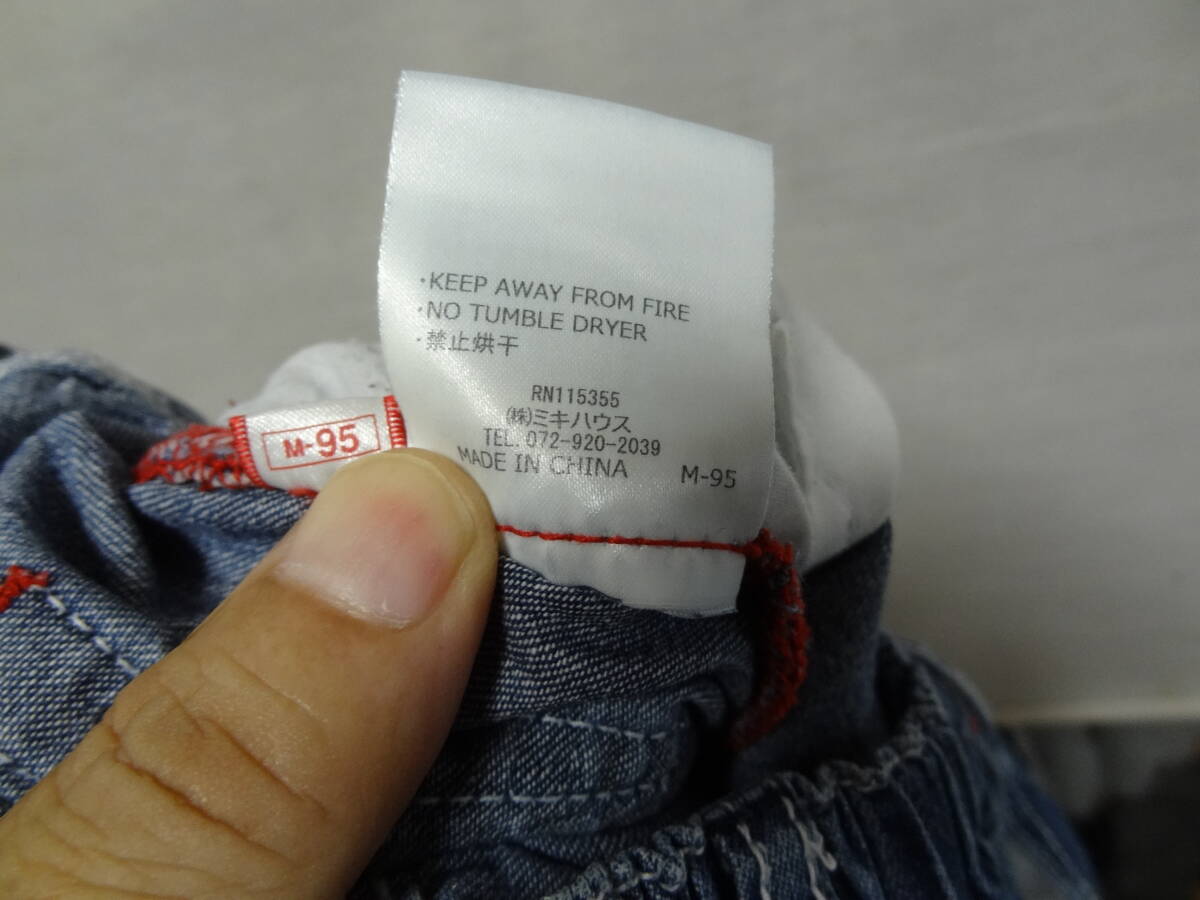 ・KEEP AWAY FROM FIRE
・NO TUMBLE DRYER
・禁止烘干
RN115355
㈱ミキハウス
TEL. 072-920-2039
MADE IN CHINA M-95
M-95